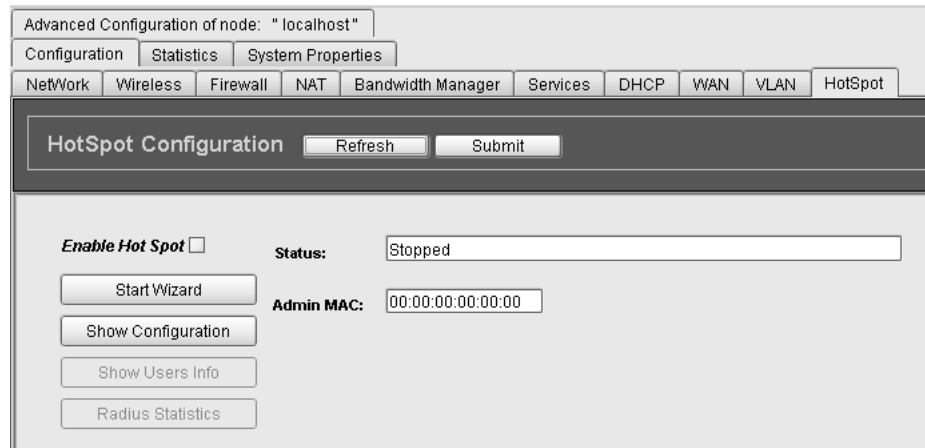 Advanced Configuration of node: "localhost"
Configuration Statistics System Properties
NetWork Wireless Firewall NAT Bandwidth Manager Services DHCP WAN VLAN HotSpot
HotSpot Configuration Refresh Submit
Enable Hot Spot Status: Stopped
Start Wizard Admin MAC: 00:00:00:00:00:00
Show Configuration
Show Users Info
Radius Statistics